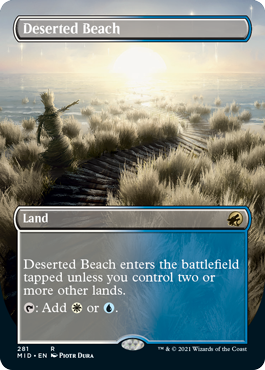 Deserted Beach
Land
Deserted Beach enters the battlefield
tapped unless you control two or
more other lands.
: Add or .
281 R
MID • EN Piotr Dura
™ & © 2021 Wizards of the Coast